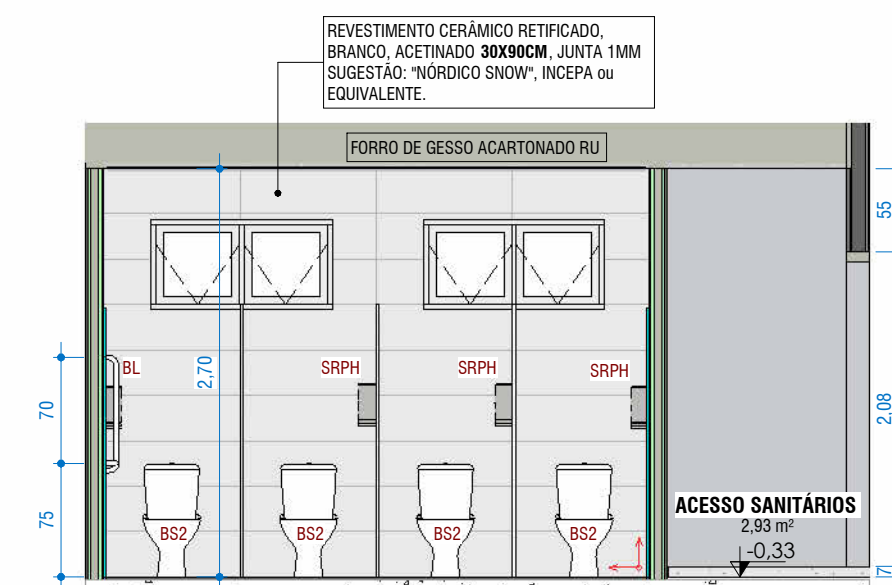 REVESTIMENTO CERÂMICO RETIFICADO,
BRANCO, ACETINADO 30X90CM, JUNTA 1MM
SUGESTÃO: "NÓRDICO SNOW", INCEPA ou
EQUIVALENTE.
FORRO DE GESSO ACARTONADO RU
55
BL
2,70
SRPH
SRPH
SRPH
70
2,08
75
BS2
BS2
BS2
BS2
ACESSO SANITÁRIOS
2,93 m²
-0,33
7